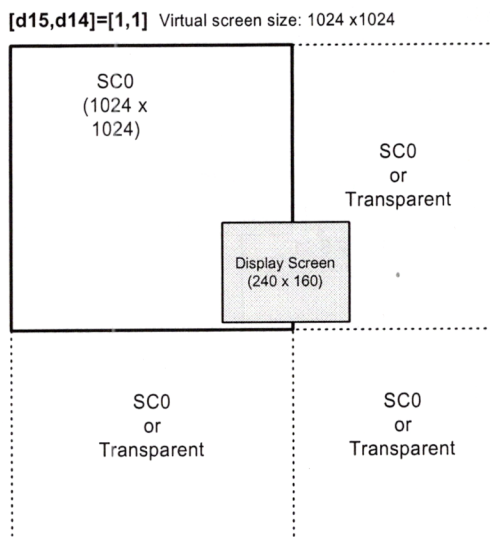 [d15,d14]=[1,1] Virtual screen size: 1024 x1024
SC0
(1024 x
1024)
SC0
or
Transparent
Display Screen
(240 x 160)
SC0
or
Transparent
SC0
or
Transparent